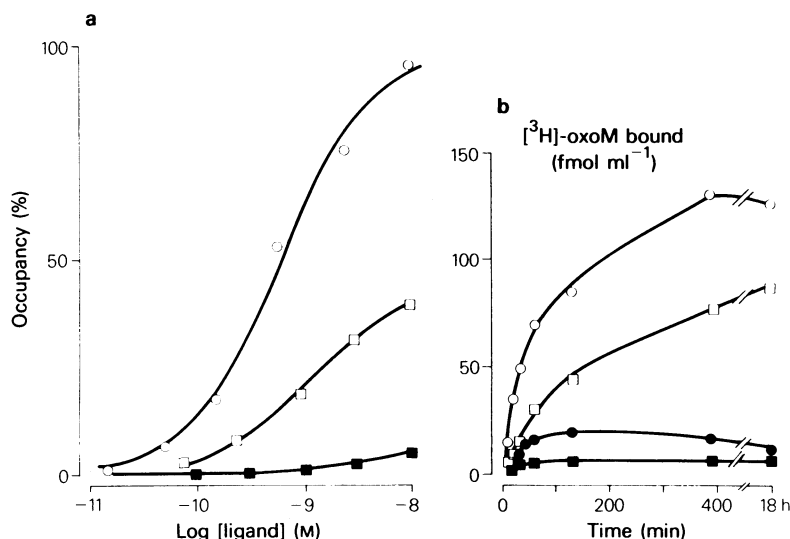 a
100
50
0
Occupancy (%)
−11
−10
−9
−8
Log [ligand] (M)
b
[³H]-oxoM bound
(fmol ml⁻¹)
150
100
50
0
0
200
400
18 h
Time (min)